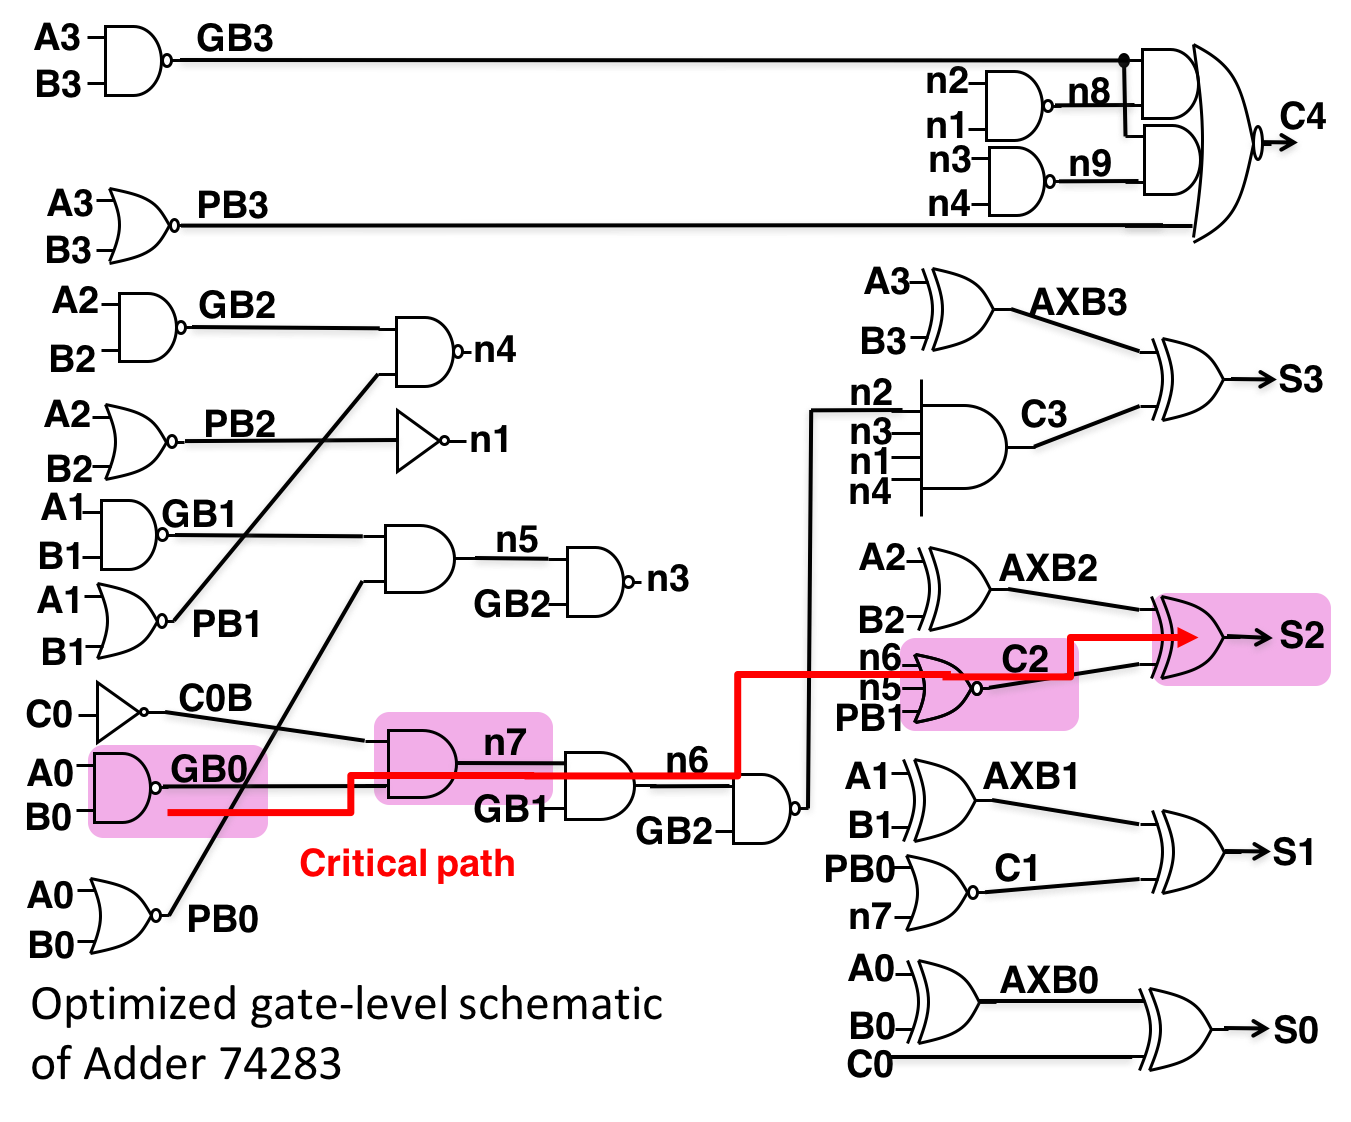 A3 GB3
B3
n2 n8
n1
C4
n3 n9
n4
A3 PB3
B3
A2 GB2
B2
n4
A2 PB2
B2
n1
A1 GB1
B1
n5
GB2
n3
A1
B1 PB1
C0 C0B
A0 GB0
B0
n7
GB1
n6
GB2
Critical path
A0
B0 PB0
A3 AXB3
B3
S3
n2 C3
n3
n1
n4
A2 AXB2
B2
S2
n6 C2
n5
PB1
A1 AXB1
B1
S1
PB0 C1
n7
A0 AXB0
B0
S0
C0
Optimized gate-level schematic
of Adder 74283